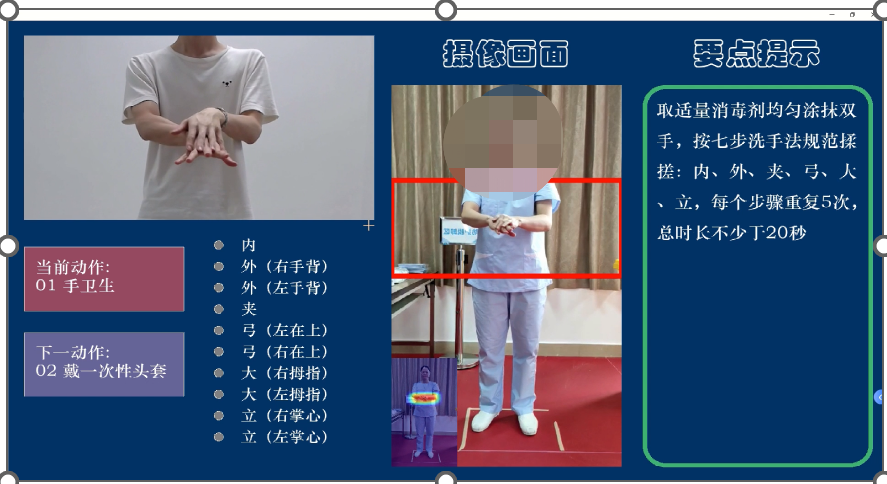 摄像画面
要点提示
取适量消毒剂均匀涂抹双
手，按七步洗手法规范揉
搓：内、外、夹、弓、大
、立，每个步骤重复5次，
总时长不少于20秒
当前动作：
01 手卫生
下一动作：
02 戴一次性头套
内
外（右手背）
外（左手背）
夹
弓（左在上）
弓（右在上）
大（右拇指）
大（左拇指）
立（右掌心）
立（左掌心）